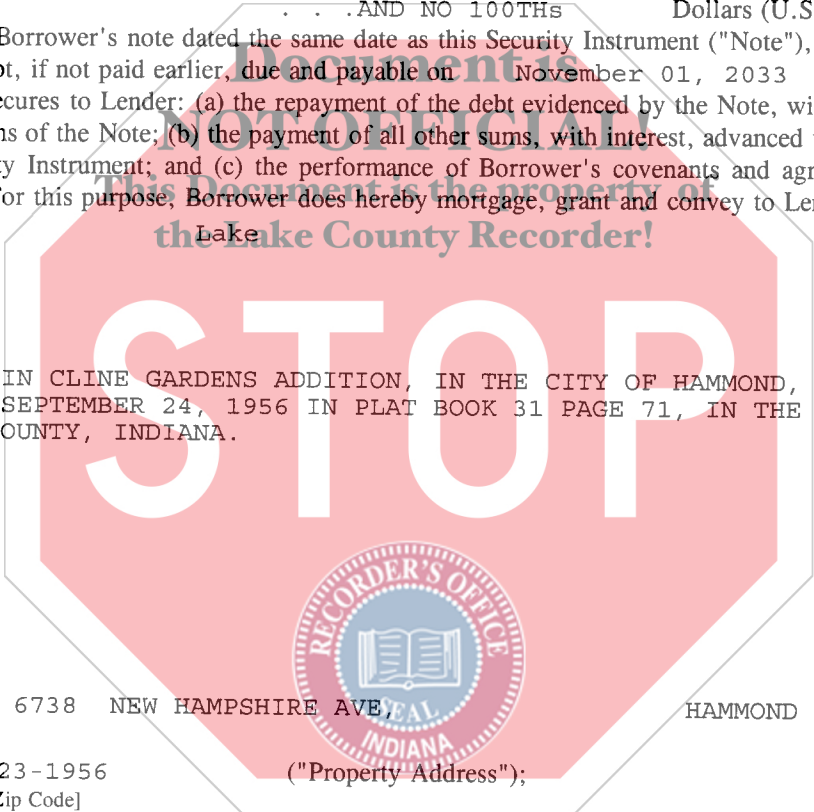 . . .AND NO 100THs Dollars (U.S
Borrower's note dated the same date as this Security Instrument ("Note"),
ot, if not paid earlier, due and payable on November 01, 2033
ecures to Lender: (a) the repayment of the debt evidenced by the Note, wi
ns of the Note; (b) the payment of all other sums, with interest, advanced
ty Instrument; and (c) the performance of Borrower's covenants and agr
for this purpose, Borrower does hereby mortgage, grant and convey to Len
Lake
Document is
NOT OFFICIAL!
This Document is the property of
the Lake County Recorder!
STOP
IN CLINE GARDENS ADDITION, IN THE CITY OF HAMMOND,
SEPTEMBER 24, 1956 IN PLAT BOOK 31 PAGE 71, IN THE
OUNTY, INDIANA.
RECORDER'S OFFICE
SEAL
INDIANA
6738 NEW HAMPSHIRE AVE, HAMMOND
23-1956 ("Property Address");
Zip Code]